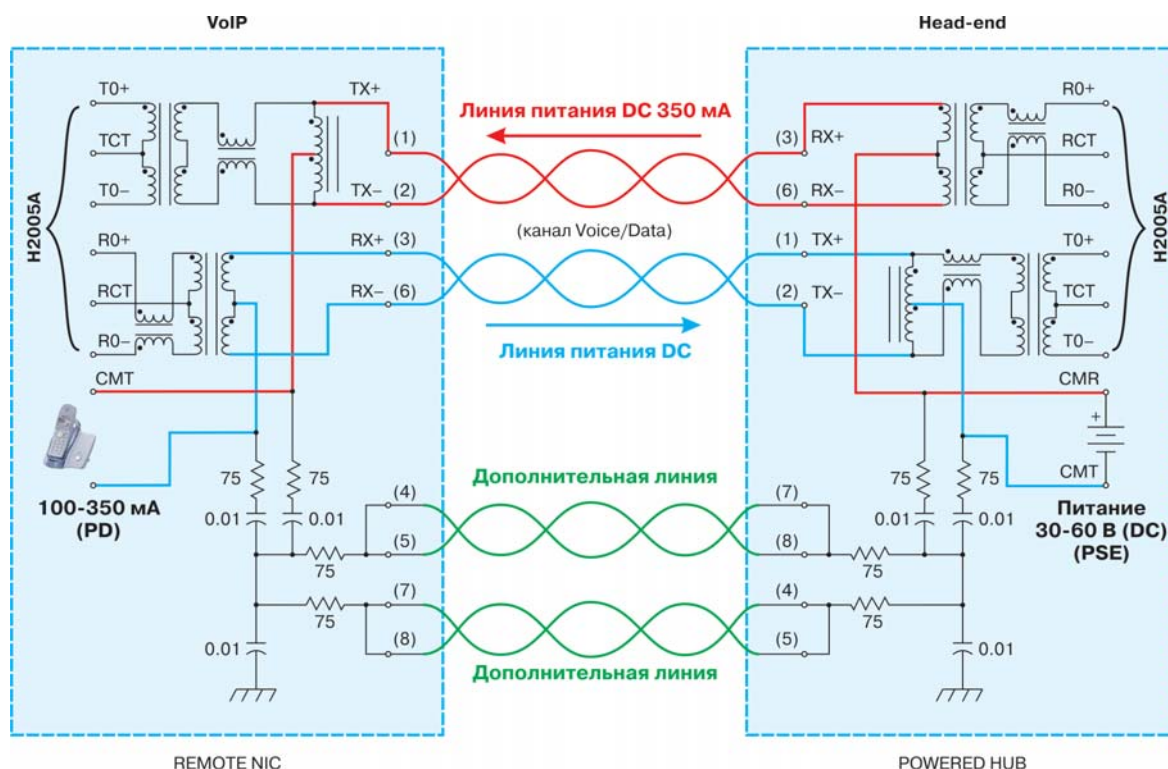 VoIP
Head-end
T0+
TCT
T0–
H2005A
R0+
RCT
R0–
CMT
100-350 мА
(PD)
TX+
(1)
TX–
(2)
RX+
(3)
RX–
(6)
75
75
0.01
0.01
75
75
0.01
(4)
(5)
(7)
(8)
REMOTE NIC
Линия питания DC 350 мА
(канал Voice/Data)
Линия питания DC
Дополнительная линия
Дополнительная линия
(3)
RX+
(6)
RX–
(1)
TX+
(2)
TX–
(7)
(8)
(4)
(5)
R0+
RCT
R0–
H2005A
T0+
TCT
T0–
CMR
+
CMT
Питание
30-60 В (DC)
(PSE)
75
75
0.01
0.01
75
75
0.01
POWERED HUB